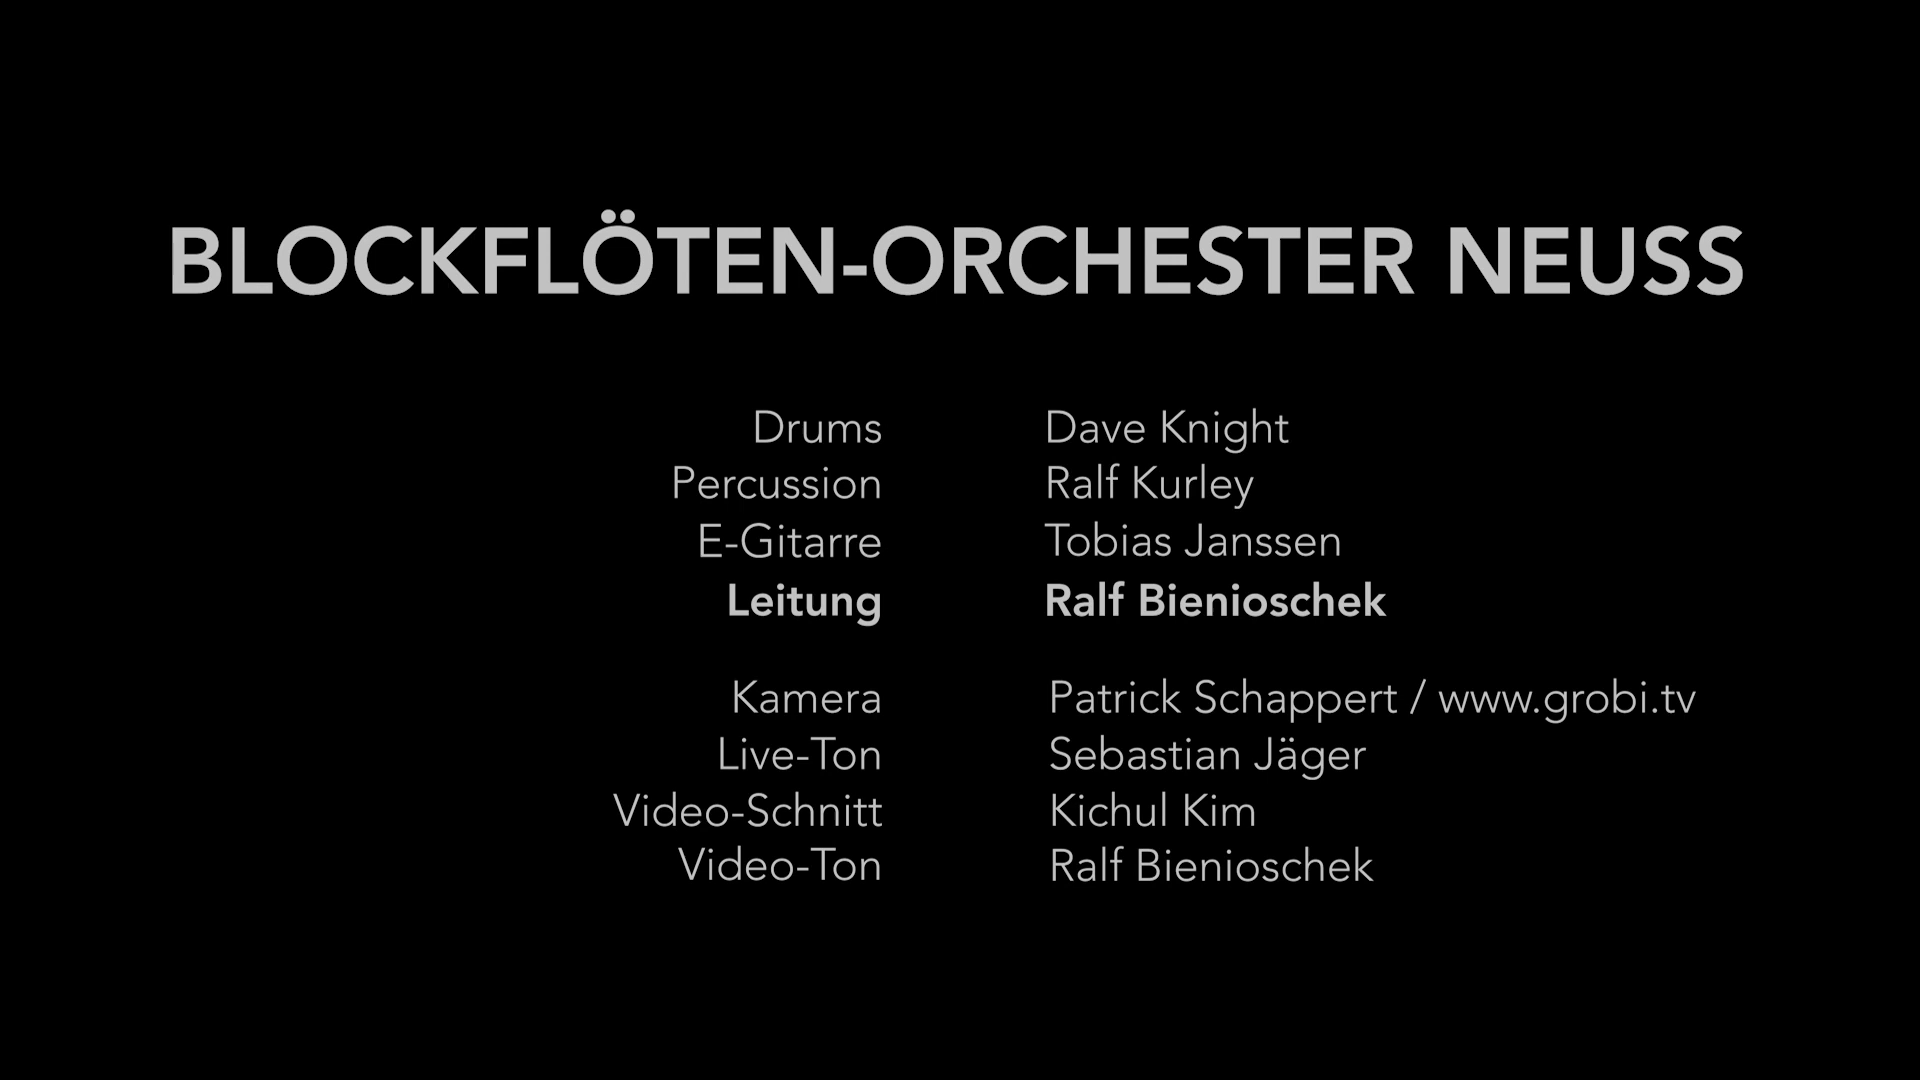 BLOCKFLÖTEN-ORCHESTER NEUSS
Drums Dave Knight
Percussion Ralf Kurley
E-Gitarre Tobias Janssen
Leitung Ralf Bienioschek
Kamera Patrick Schappert / www.grobi.tv
Live-Ton Sebastian Jäger
Video-Schnitt Kichul Kim
Video-Ton Ralf Bienioschek